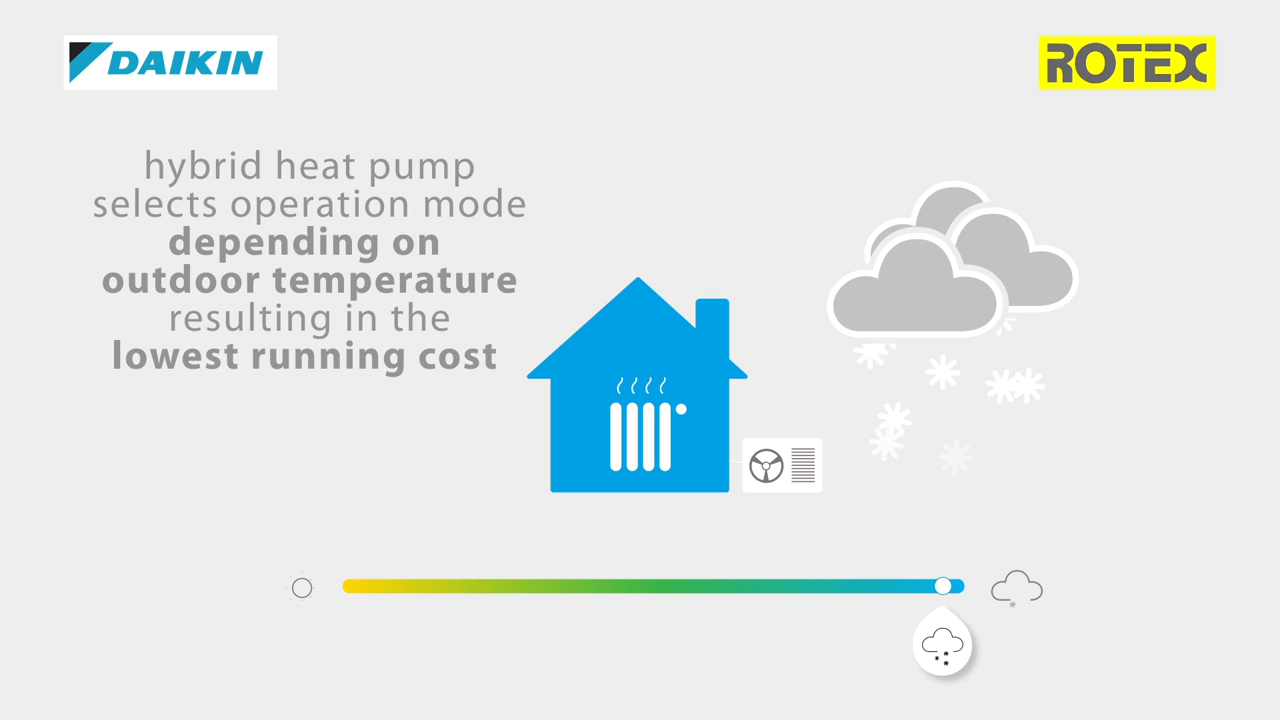 DAIKIN
ROTEX
hybrid heat pump
selects operation mode
depending on
outdoor temperature
resulting in the
lowest running cost